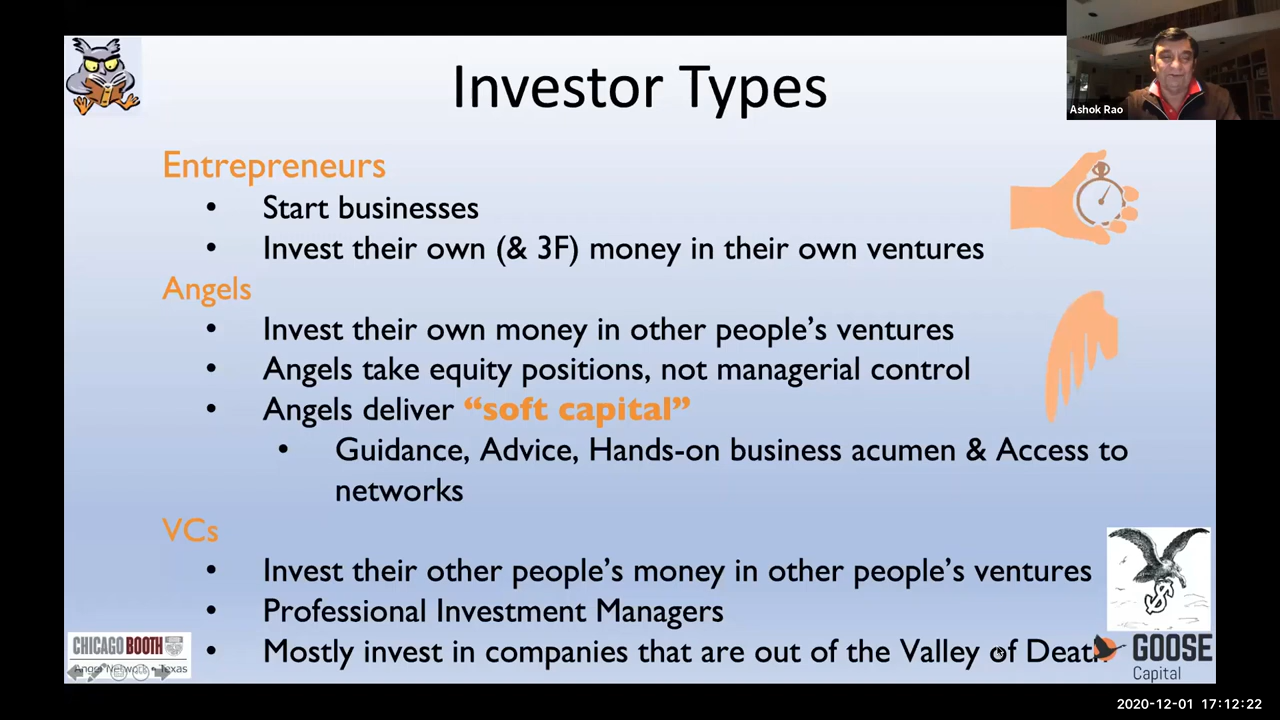 Investor Types
Ashok Rao
Entrepreneurs
• Start businesses
• Invest their own (& 3F) money in their own ventures
Angels
• Invest their own money in other people’s ventures
• Angels take equity positions, not managerial control
• Angels deliver “soft capital”
• Guidance, Advice, Hands-on business acumen & Access to
networks
VCs
• Invest their other people’s money in other people’s ventures
• Professional Investment Managers
• Mostly invest in companies that are out of the Valley of Death
$
CHICAGO BOOTH
Angel Network • Texas
GOOSE
Capital
2020-12-01 17:12:22